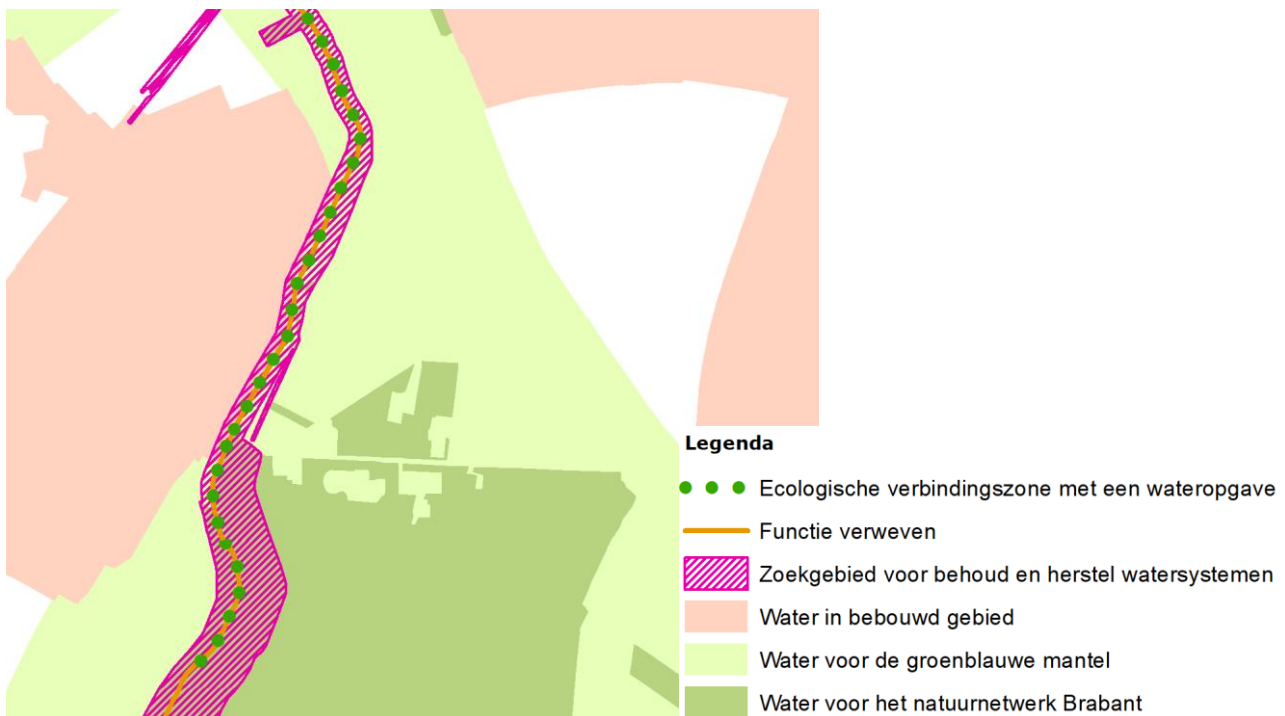 Legenda
Ecologische verbindingszone met een wateropgave
Functie verweven
Zoekgebied voor behoud en herstel watersystemen
Water in bebouwd gebied
Water voor de groenblauwe mantel
Water voor het natuurnetwerk Brabant